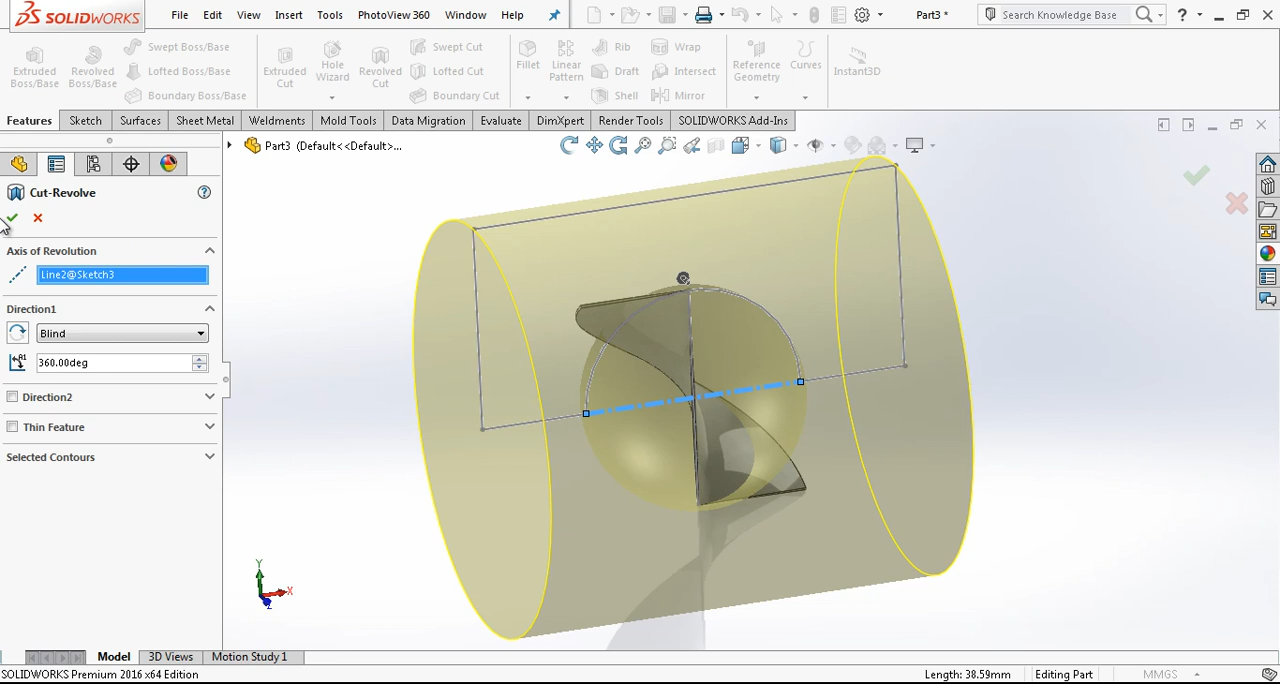 SOLIDWORKS File Edit View Insert Tools PhotoView 360 Window Help Part3 * Search Knowledge Base ?
Extruded Boss/Base Revolved Boss/Base Swept Boss/Base Lofted Boss/Base Boundary Boss/Base Extruded Cut Hole Wizard Revolved Cut Swept Cut Lofted Cut Boundary Cut Fillet Linear Pattern Rib Draft Shell Wrap Intersect Mirror Reference Geometry Curves Instant3D
Features Sketch Surfaces Sheet Metal Weldments Mold Tools Data Migration Evaluate DimXpert Render Tools SOLIDWORKS Add-Ins
Part3 (Default<<Default>...
Cut-Revolve ?
Axis of Revolution
Line2@Sketch3
Direction1
Blind
360.00deg
Direction2
Thin Feature
Selected Contours
Y
X
Z
Model 3D Views Motion Study 1
SOLIDWORKS Premium 2016 x64 Edition Length: 38.59mm Editing Part MMGS